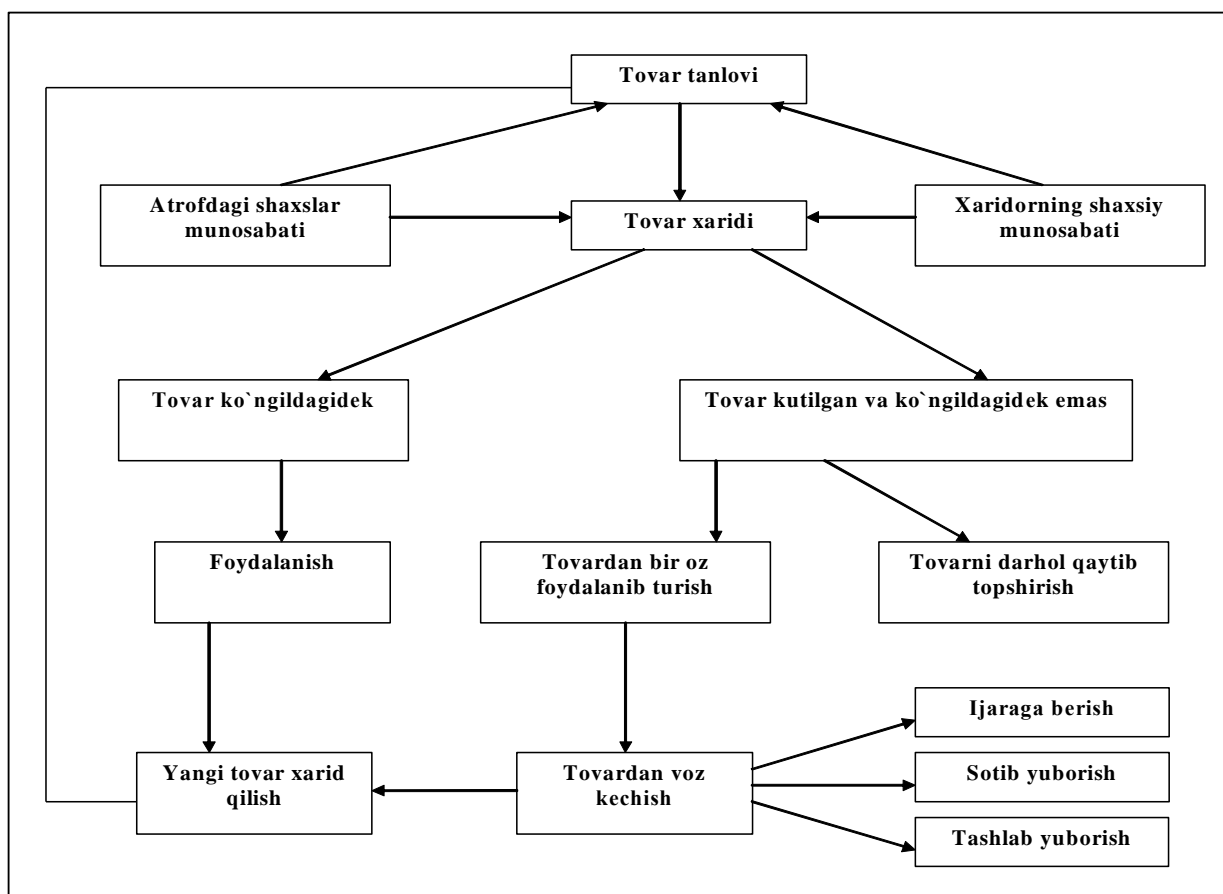 Tovar tanlovi
Atrofdagi shaxslar
munosabati
Tovar xaridi
Xaridorning shaxsiy
munosabati
Tovar ko`ngildagidek
Tovar kutilgan va ko`ngildagidek emas
Foydalanish
Tovardan bir oz
foydalanib turish
Tovarni darhol qaytib
topshirish
Ijaraga berish
Yangi tovar xarid
qilish
Tovardan voz
kechish
Sotib yuborish
Tashlab yuborish